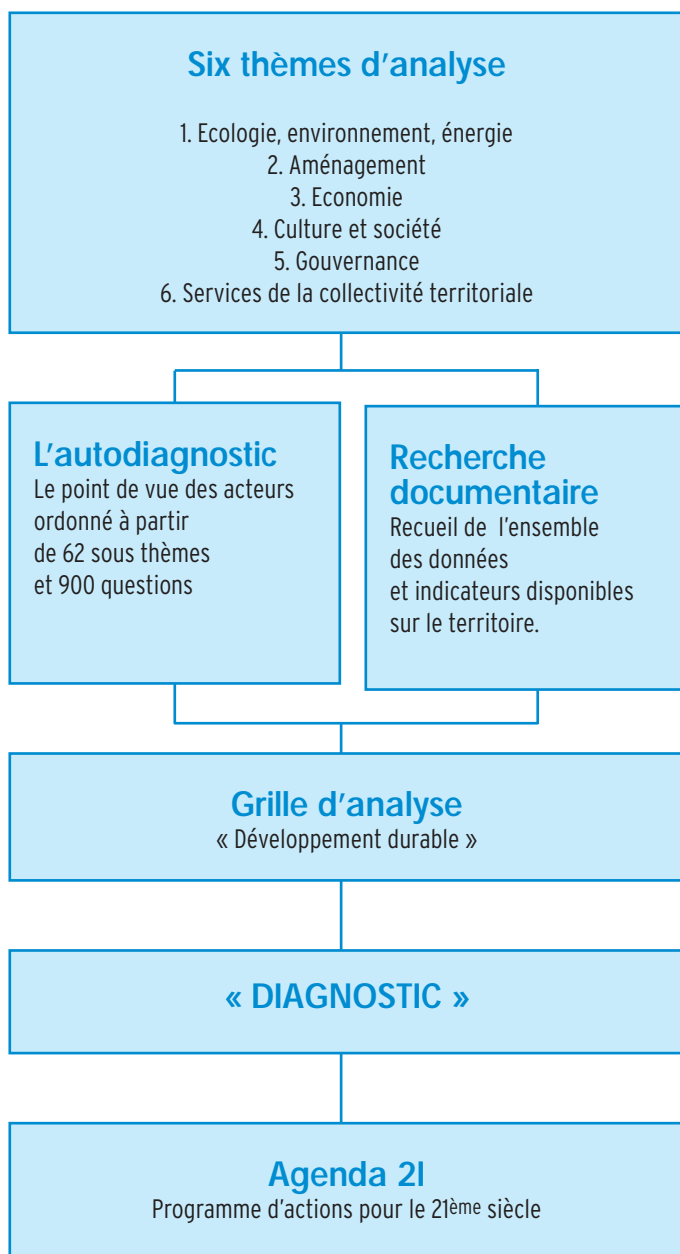 Six thèmes d'analyse
1. Ecologie, environnement, énergie
2. Aménagement
3. Economie
4. Culture et société
5. Gouvernance
6. Services de la collectivité territoriale
L'autodiagnostic
Le point de vue des acteurs
ordonné à partir
de 62 sous thèmes
et 900 questions
Recherche
documentaire
Recueil de l'ensemble
des données
et indicateurs disponibles
sur le territoire.
Grille d'analyse
« Développement durable »
« DIAGNOSTIC »
Agenda 21
Programme d'actions pour le 21ème siècle